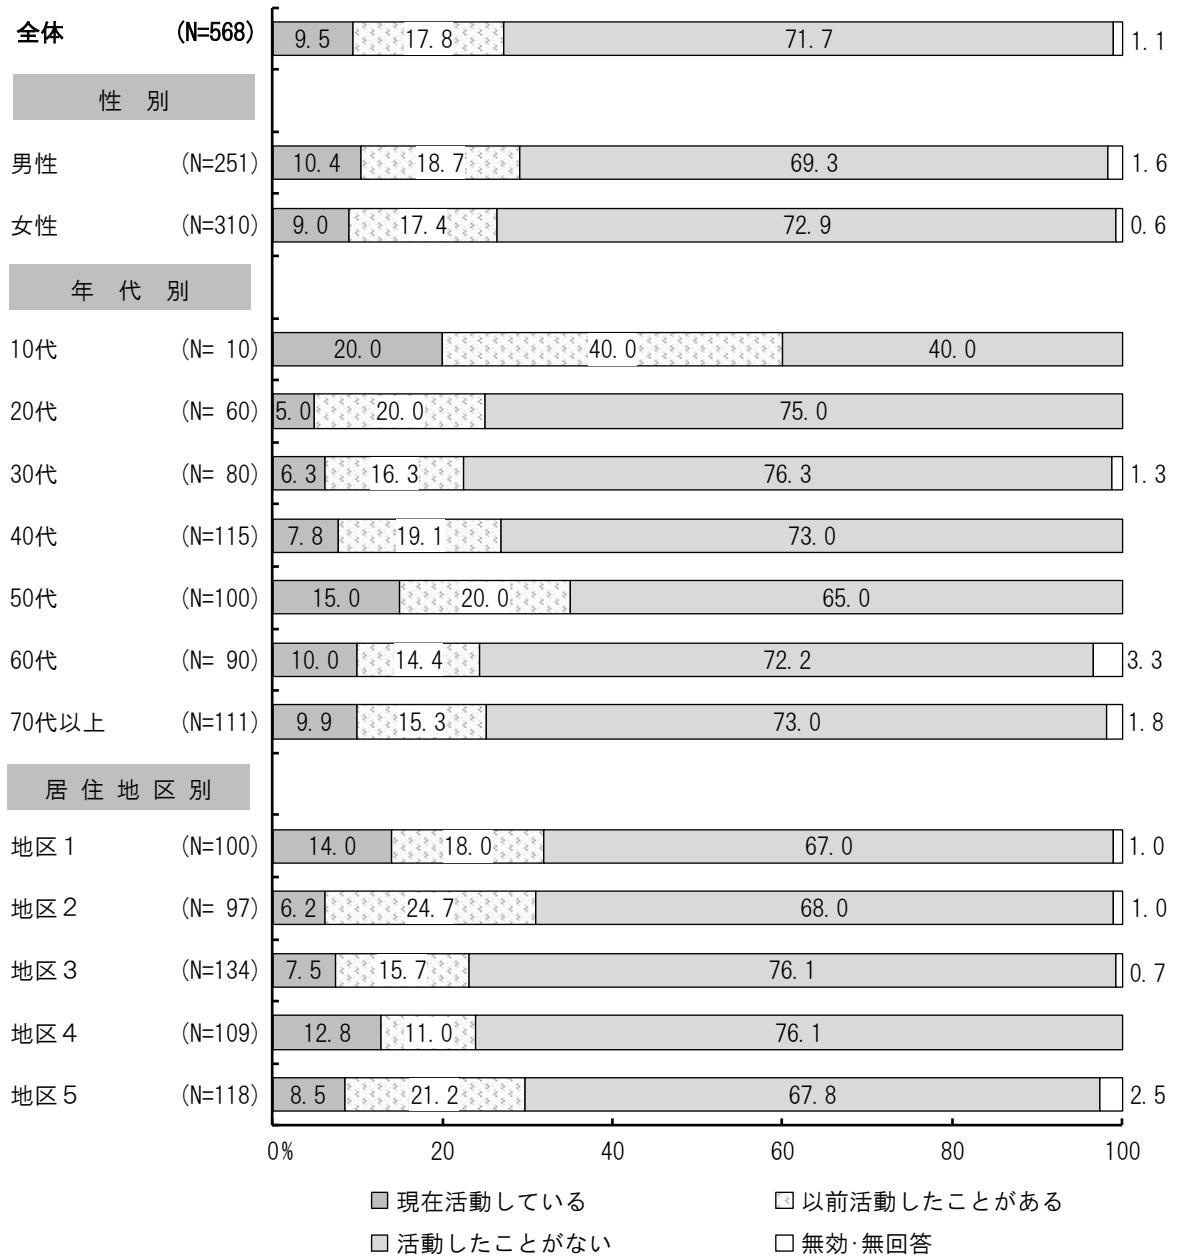 全体 (N=568) 9.5 17.8 71.7 1.1
性 別
男性 (N=251) 10.4 18.7 69.3 1.6
女性 (N=310) 9.0 17.4 72.9 0.6
年 代 別
10代 (N= 10) 20.0 40.0 40.0
20代 (N= 60) 5.0 20.0 75.0
30代 (N= 80) 6.3 16.3 76.3 1.3
40代 (N=115) 7.8 19.1 73.0
50代 (N=100) 15.0 20.0 65.0
60代 (N= 90) 10.0 14.4 72.2 3.3
70代以上 (N=111) 9.9 15.3 73.0 1.8
居 住 地 区 別
地区1 (N=100) 14.0 18.0 67.0 1.0
地区2 (N= 97) 6.2 24.7 68.0 1.0
地区3 (N=134) 7.5 15.7 76.1 0.7
地区4 (N=109) 12.8 11.0 76.1
地区5 (N=118) 8.5 21.2 67.8 2.5
0% 20 40 60 80 100
現在活動している 以前活動したことがある
活動したことがない 無効･無回答